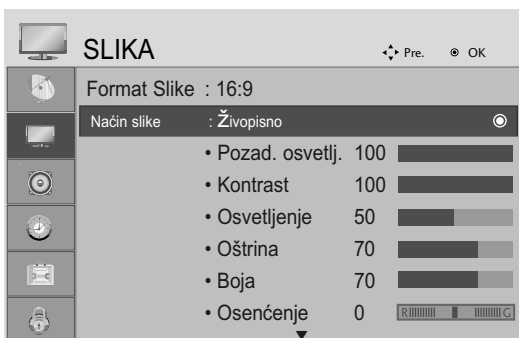 SLIKA Pre. OK
Format Slike : 16:9
Naćin slike : Živopisno
• Pozad. osvetlj. 100
• Kontrast 100
• Osvetljenje 50
• Oštrina 70
• Boja 70
• Osenćenje 0 R G